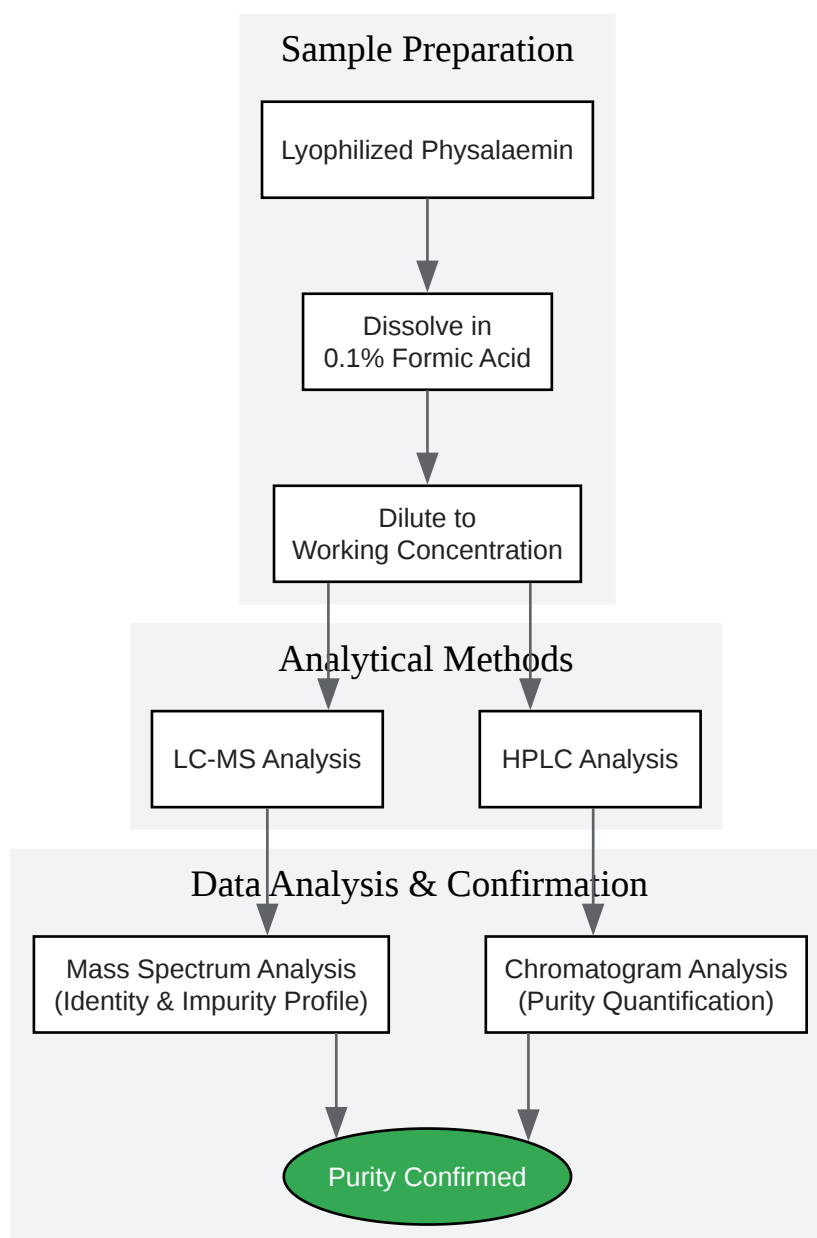 Sample Preparation
Lyophilized Physalaemin
Dissolve in
0.1% Formic Acid
Dilute to
Working Concentration
Analytical Methods
LC-MS Analysis
HPLC Analysis
Data Analysis & Confirmation
Mass Spectrum Analysis
(Identity & Impurity Profile)
Chromatogram Analysis
(Purity Quantification)
Purity Confirmed